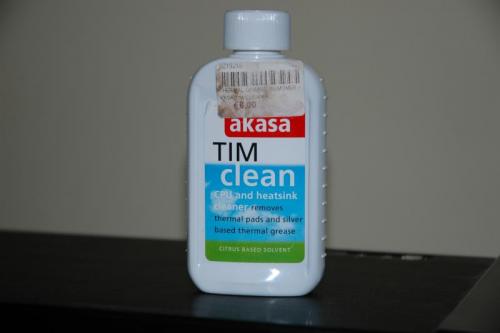 akasa
TIM
clean
CPU and heatsink
cleaner removes
thermal pads and silver
based thermal grease
CITRUS BASED SOLVENT